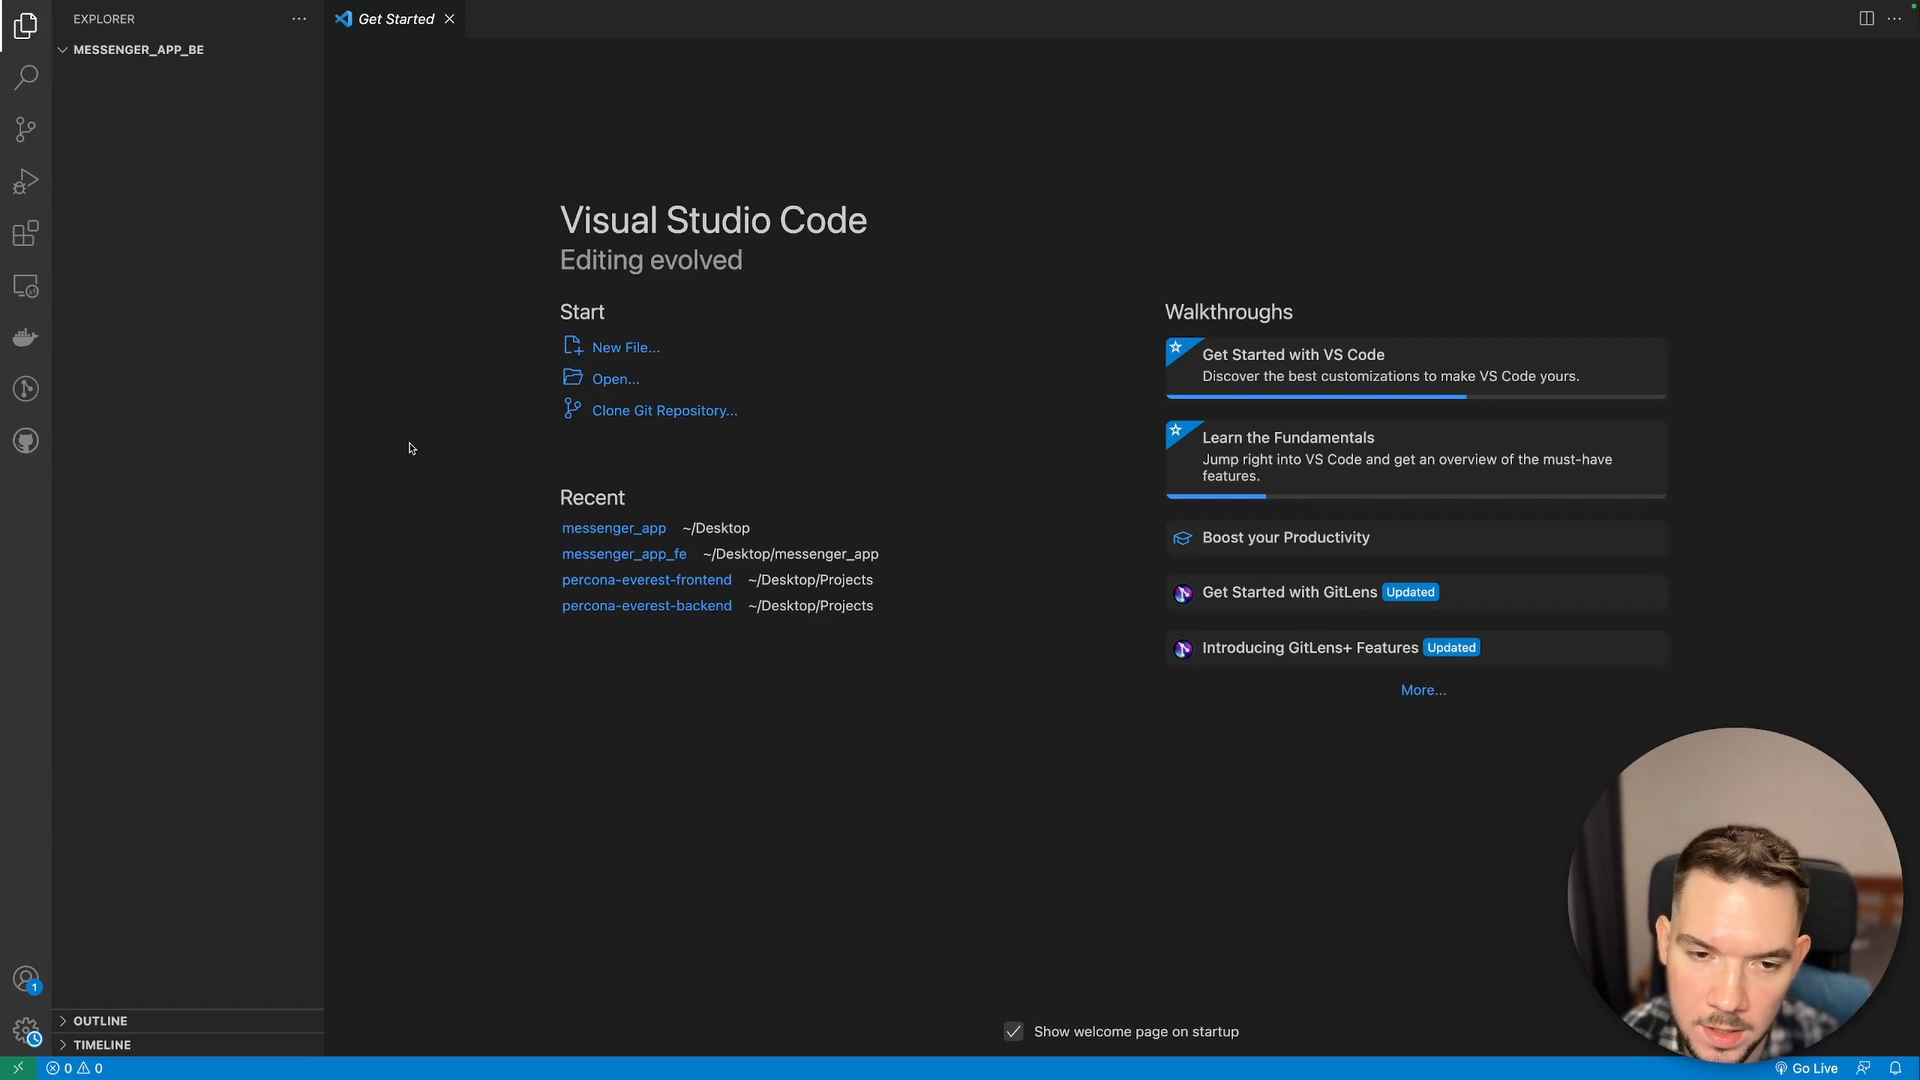 EXPLORER
MESSENGER_APP_BE
Get Started
Visual Studio Code
Editing evolved
Start
New File...
Open...
Clone Git Repository...
Recent
messenger_app ~/Desktop
messenger_app_fe ~/Desktop/messenger_app
percona-everest-frontend ~/Desktop/Projects
percona-everest-backend ~/Desktop/Projects
Walkthroughs
Get Started with VS Code
Discover the best customizations to make VS Code yours.
Learn the Fundamentals
Jump right into VS Code and get an overview of the must-have
features.
Boost your Productivity
Get Started with GitLens Updated
Introducing GitLens+ Features Updated
More...
1
OUTLINE
TIMELINE
Show welcome page on startup
0 0
Go Live